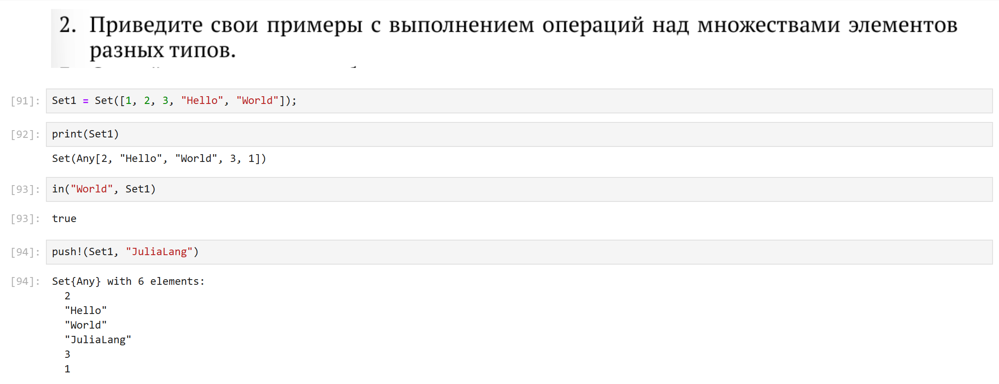 2. Приведите свои примеры с выполнением операций над множествами элементов
разных типов.
[91]: Set1 = Set([1, 2, 3, "Hello", "World"]);
[92]: print(Set1)
Set(Any[2, "Hello", "World", 3, 1])
[93]: in("World", Set1)
[93]: true
[94]: push!(Set1, "JuliaLang")
[94]: Set{Any} with 6 elements:
2
"Hello"
"World"
"JuliaLang"
3
1